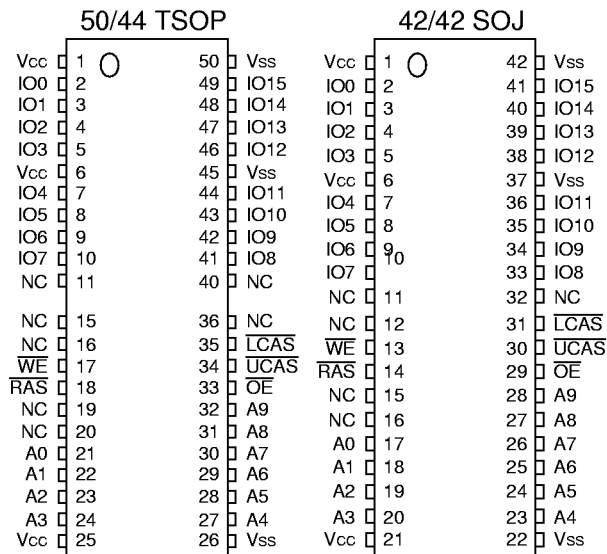 50/44 TSOP
Vcc 1 50 Vss
IO0 2 49 IO15
IO1 3 48 IO14
IO2 4 47 IO13
IO3 5 46 IO12
Vcc 6 45 Vss
IO4 7 44 IO11
IO5 8 43 IO10
IO6 9 42 IO9
IO7 10 41 IO8
NC 11 40 NC
NC 15 36 NC
NC 16 35 LCAS
WE 17 34 UCAS
RAS 18 33 OE
NC 19 32 A9
NC 20 31 A8
A0 21 30 A7
A1 22 29 A6
A2 23 28 A5
A3 24 27 A4
Vcc 25 26 Vss
42/42 SOJ
Vcc 1 42 Vss
IO0 2 41 IO15
IO1 3 40 IO14
IO2 4 39 IO13
IO3 5 38 IO12
Vcc 6 37 Vss
IO4 7 36 IO11
IO5 8 35 IO10
IO6 9 34 IO9
IO7 10 33 IO8
NC 11 32 NC
NC 12 31 LCAS
WE 13 30 UCAS
RAS 14 29 OE
NC 15 28 A9
NC 16 27 A8
A0 17 26 A7
A1 18 25 A6
A2 19 24 A5
A3 20 23 A4
Vcc 21 22 Vss